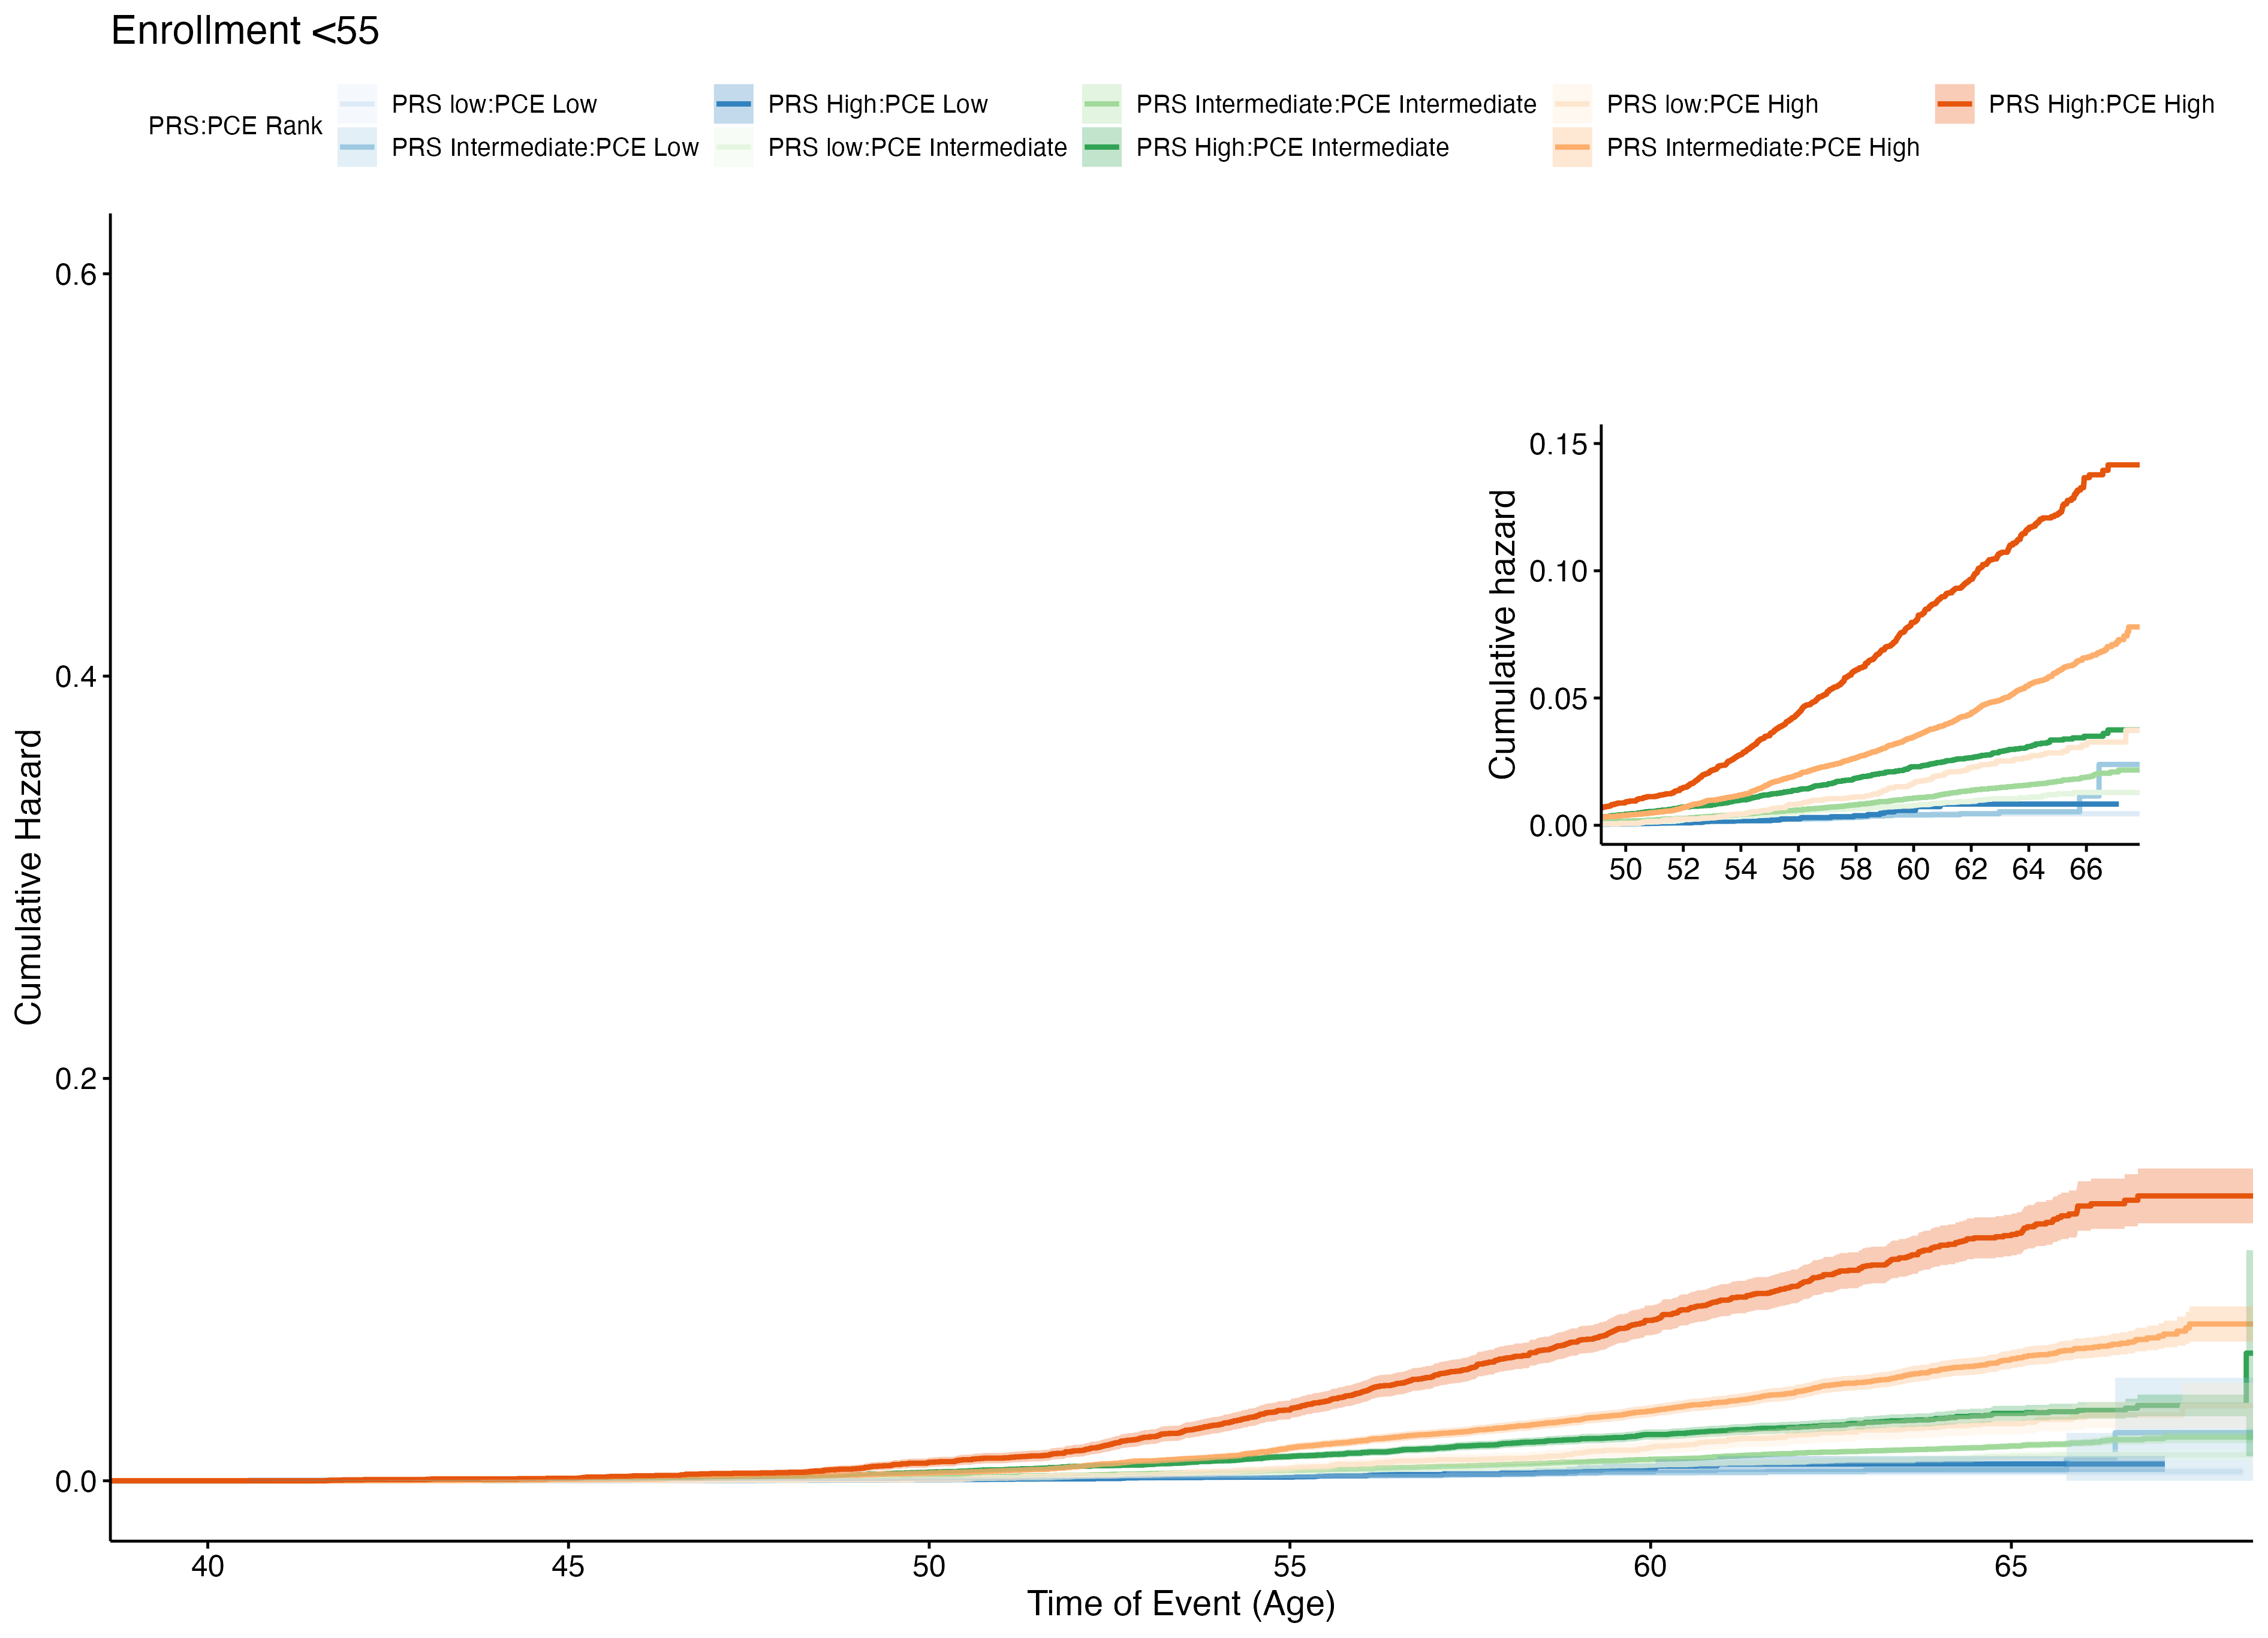 Enrollment <55
PRS:PCE Rank
PRS low:PCE Low
PRS High:PCE Low
PRS Intermediate:PCE Intermediate
PRS low:PCE High
PRS High:PCE High
PRS Intermediate:PCE Low
PRS low:PCE Intermediate
PRS High:PCE Intermediate
PRS Intermediate:PCE High
Cumulative Hazard
0.6
0.4
0.2
0.0
40 45 50 55 60 65
Time of Event (Age)
Cumulative hazard
0.15
0.10
0.05
0.00
50 52 54 56 58 60 62 64 66